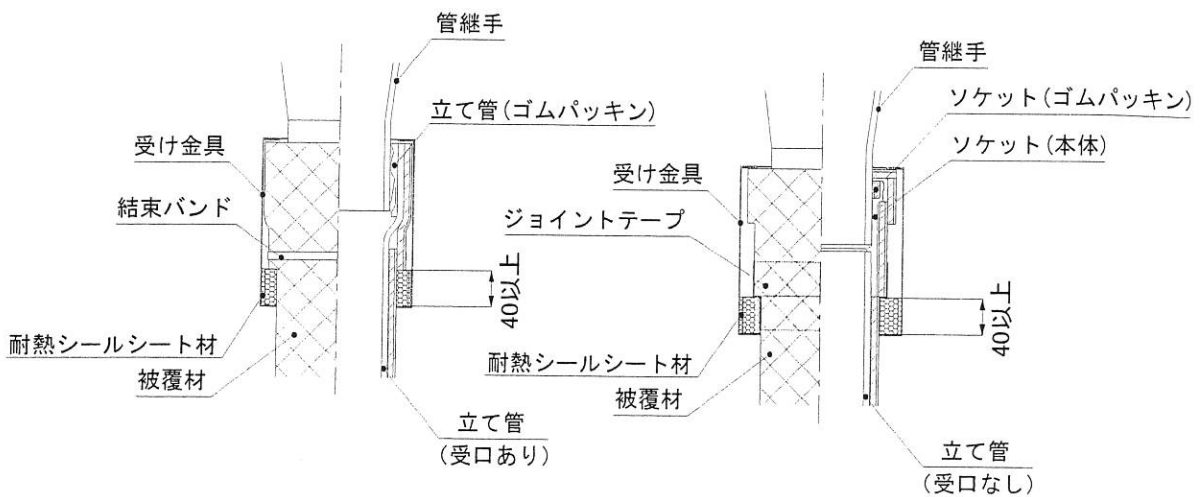 管継手
立て管(ゴムパッキン)
受け金具
結束バンド
40以上
耐熱シールシート材
被覆材
立て管
(受口あり)
管継手
ソケット(ゴムパッキン)
ソケット(本体)
受け金具
ジョイントテープ
40以上
耐熱シールシート材
被覆材
立て管
(受口なし)